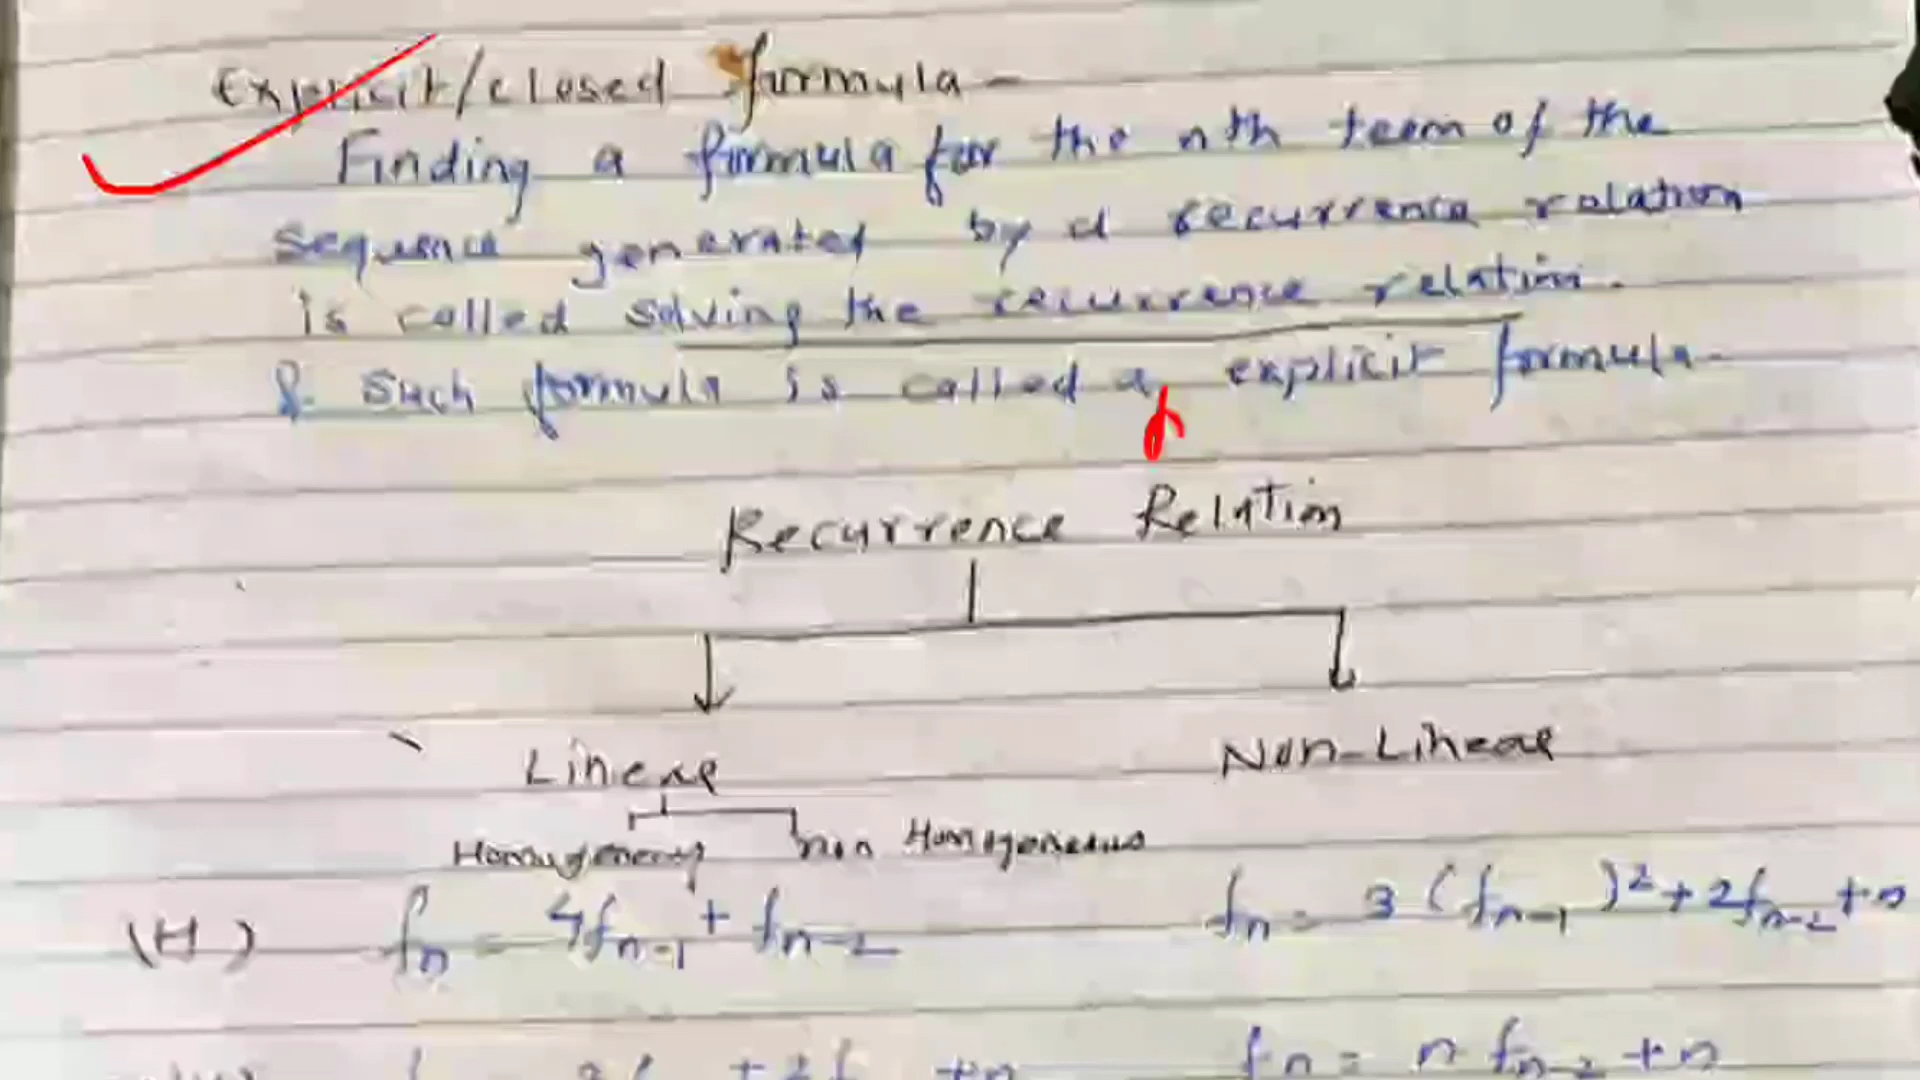 Explicit/closed formula -
Finding a formula for the nth term of the
sequence generated by a recurrence relation
is called solving the recurrence relation.
& such formula is called a explicit formula-
Recurrence Relation
Linear
Non-Linear
Homogeneous
non Homogeneous
(H)
fn = 4fn-1 + fn-2
fn = 3 (fn-1)² + 2fn-2 + n
fn = n fn-2 + n